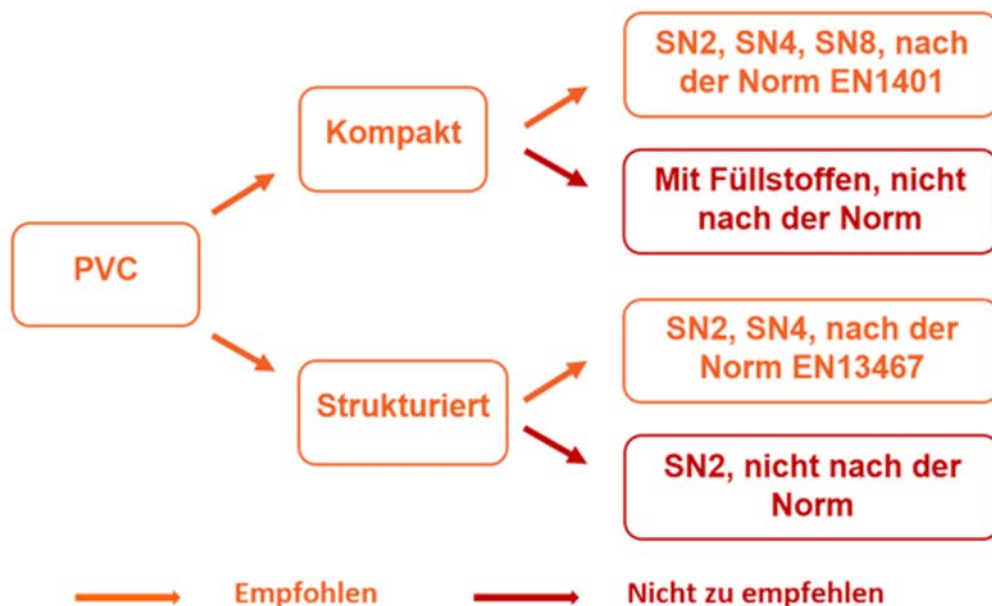 PVC
Kompakt
SN2, SN4, SN8, nach
der Norm EN1401
Mit Füllstoffen, nicht
nach der Norm
Strukturiert
SN2, SN4, nach der
Norm EN13467
SN2, nicht nach der
Norm
Empfohlen
Nicht zu empfehlen